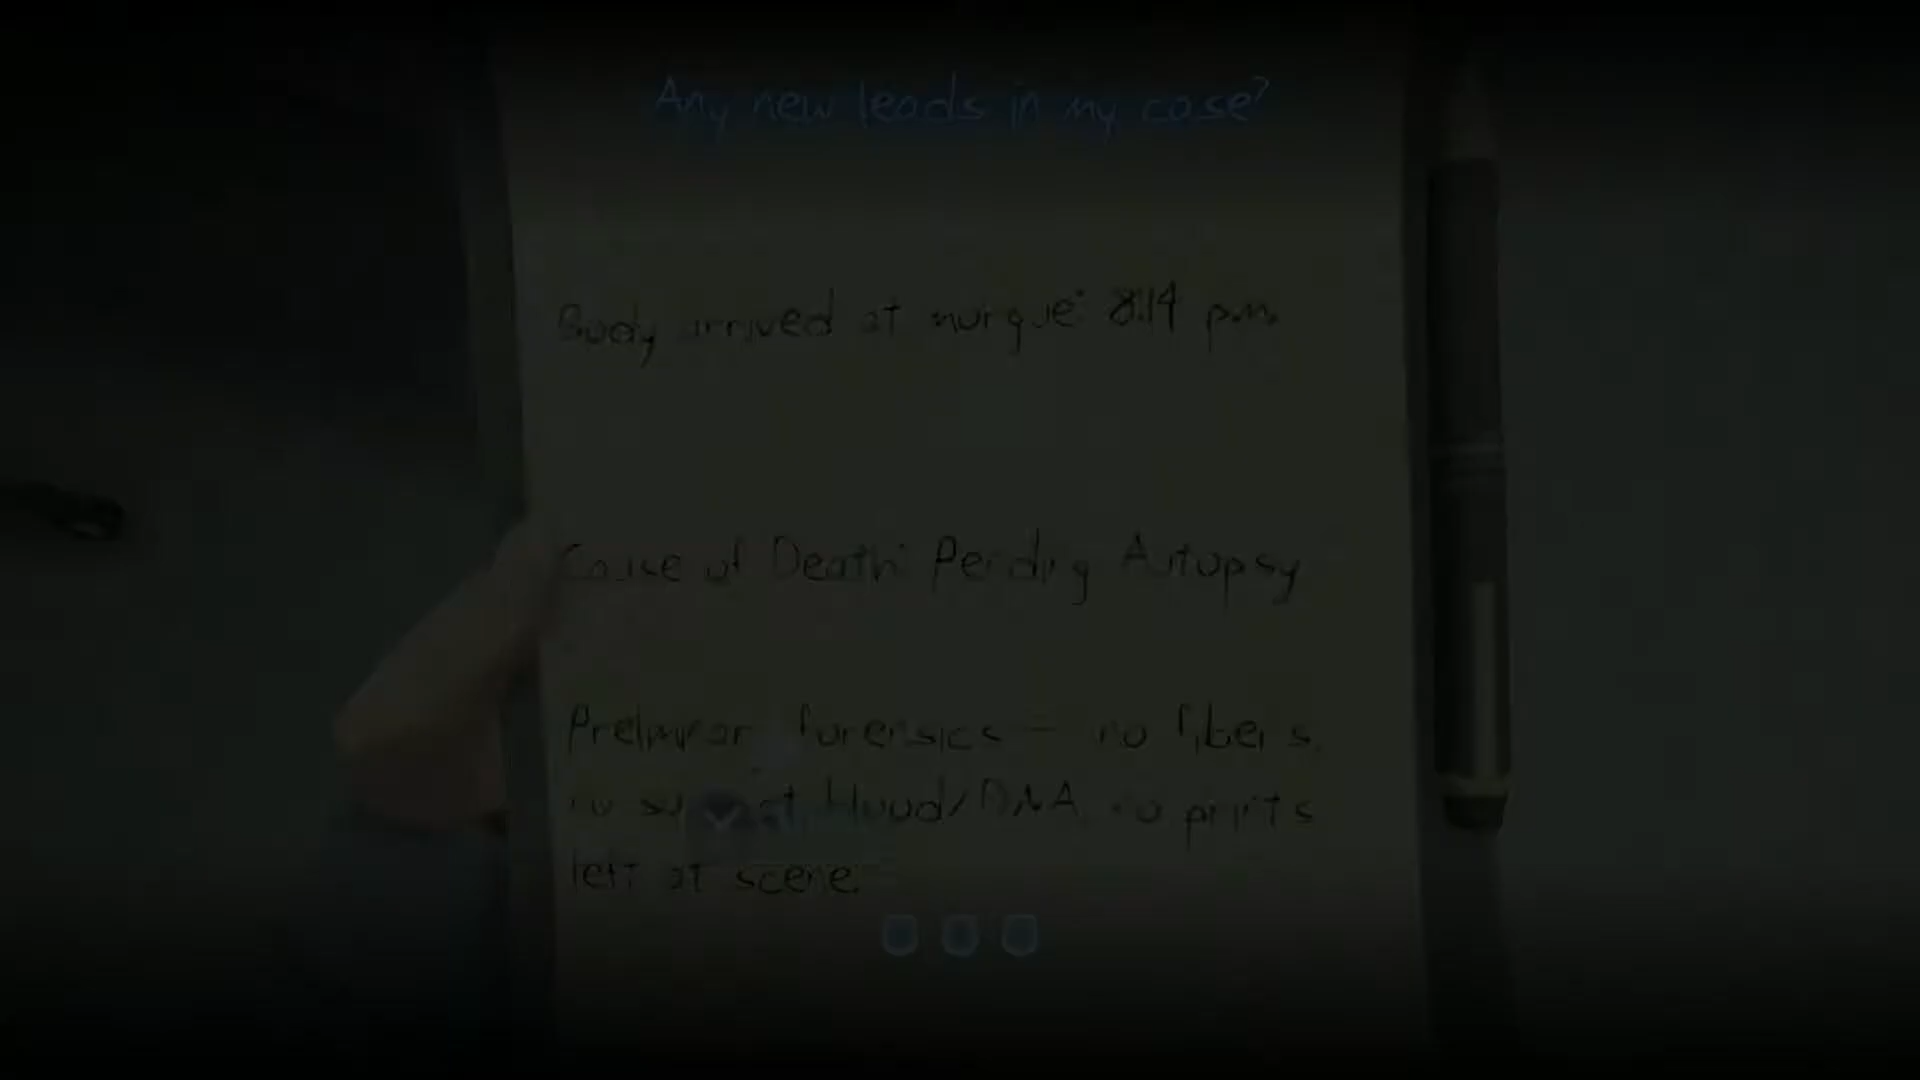 Any new leads in my case?
Body arrived at murgue: 8:14 p.m.
Cause of Death: Pending Autopsy
forensics - no fibers,
blood/DNA, no prints
left at scene.